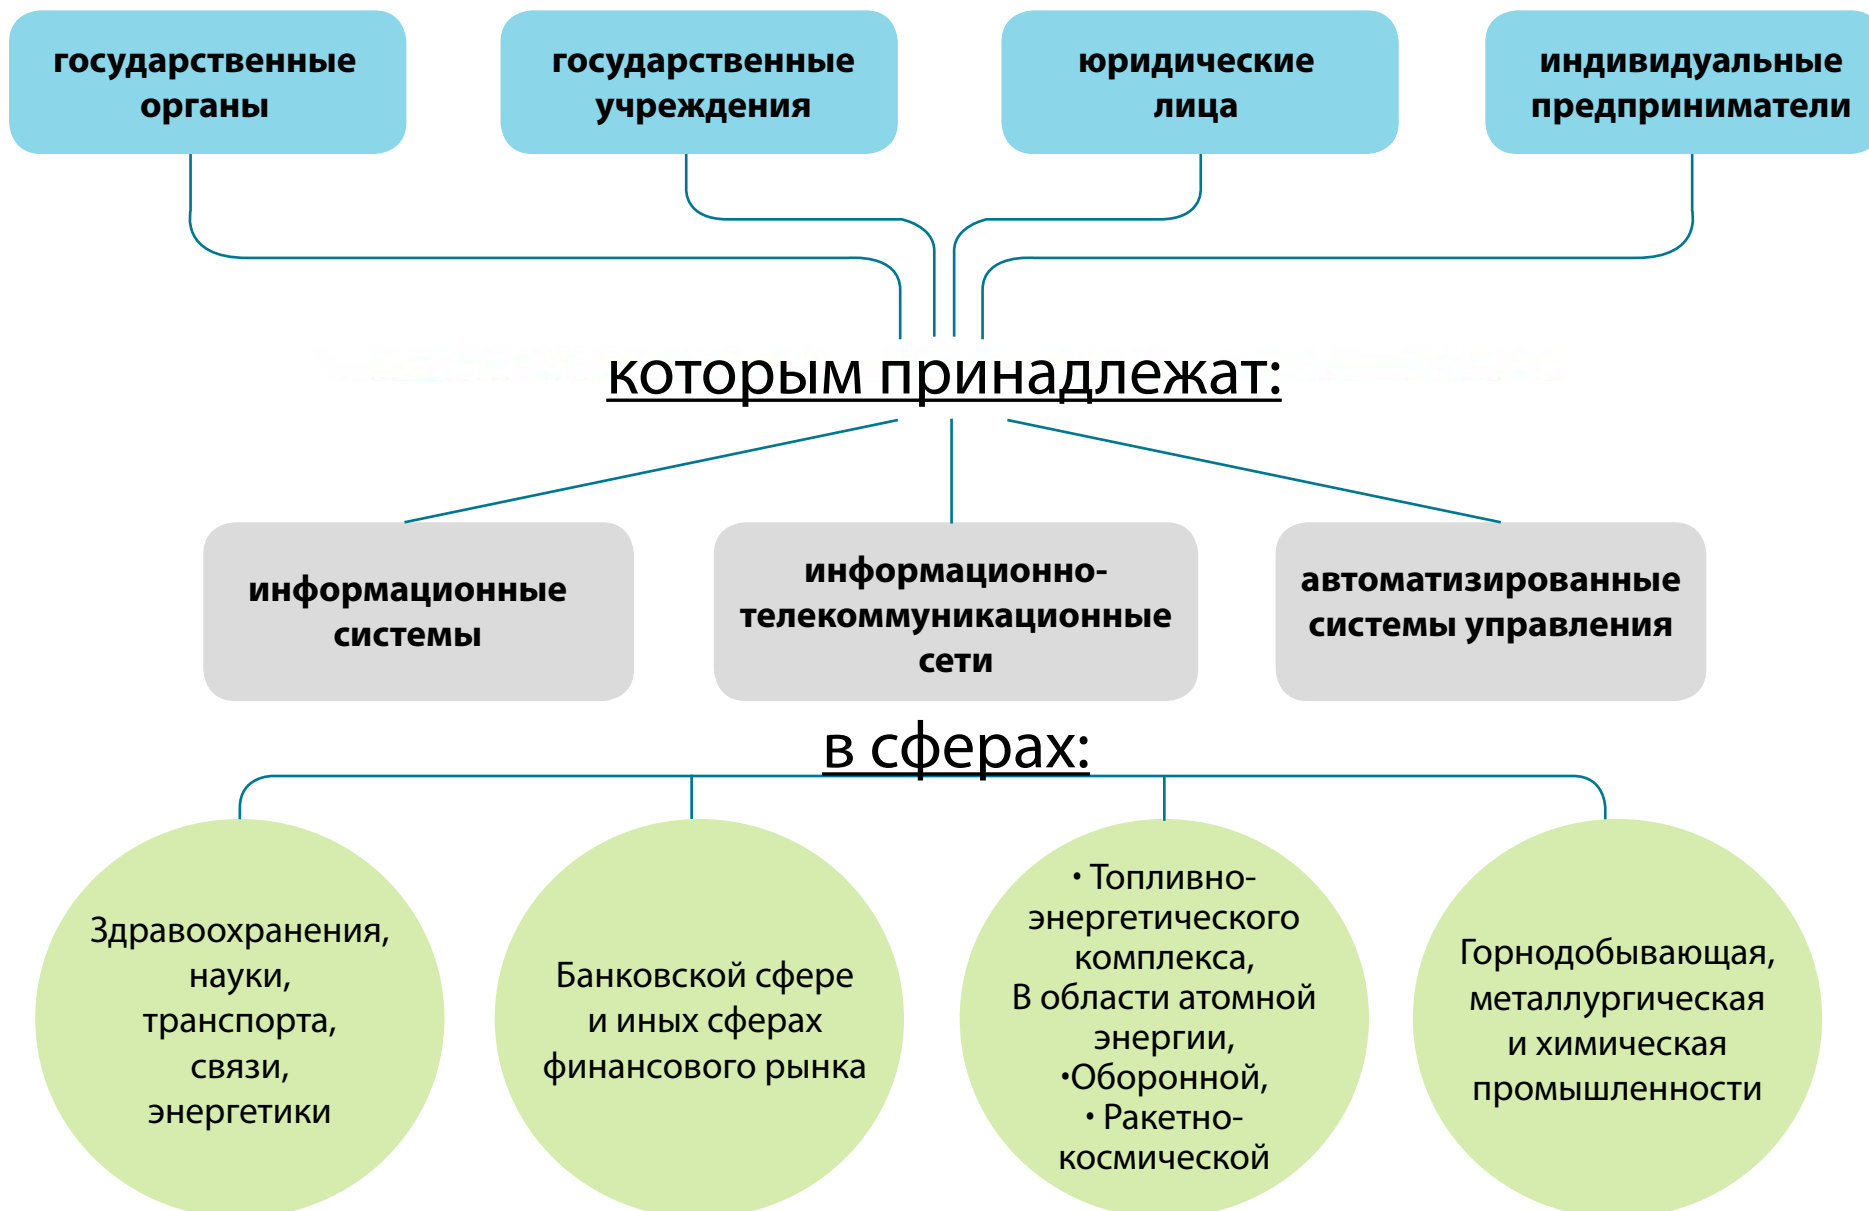 государственные
органы
государственные
учреждения
юридические
лица
индивидуальные
предприниматели
которым принадлежат:
информационные
системы
информационно-
телекоммуникационные
сети
автоматизированные
системы управления
в сферах:
Здравоохранения,
науки,
транспорта,
связи,
энергетики
Банковской сфере
и иных сферах
финансового рынка
• Топливно-
энергетического
комплекса,
В области атомной
энергии,
•Оборонной,
• Ракетно-
космической
Горнодобывающая,
металлургическая
и химическая
промышленности